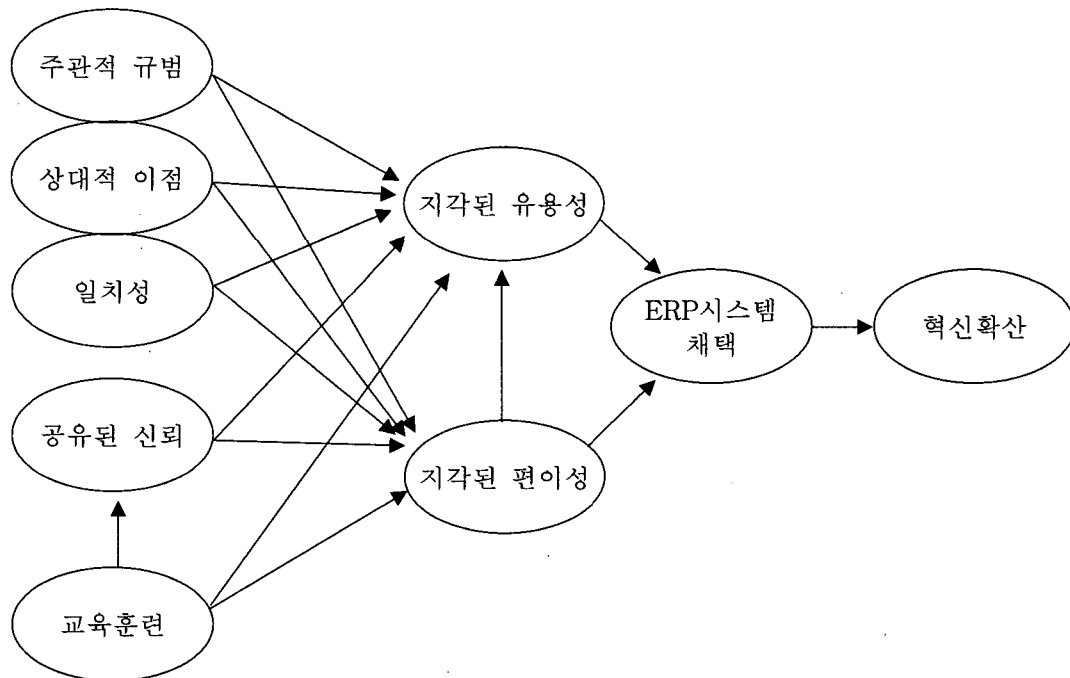 주관적 규범
상대적 이점
일치성
공유된 신뢰
교육훈련
지각된 유용성
지각된 편이성
ERP시스템
채택
혁신확산